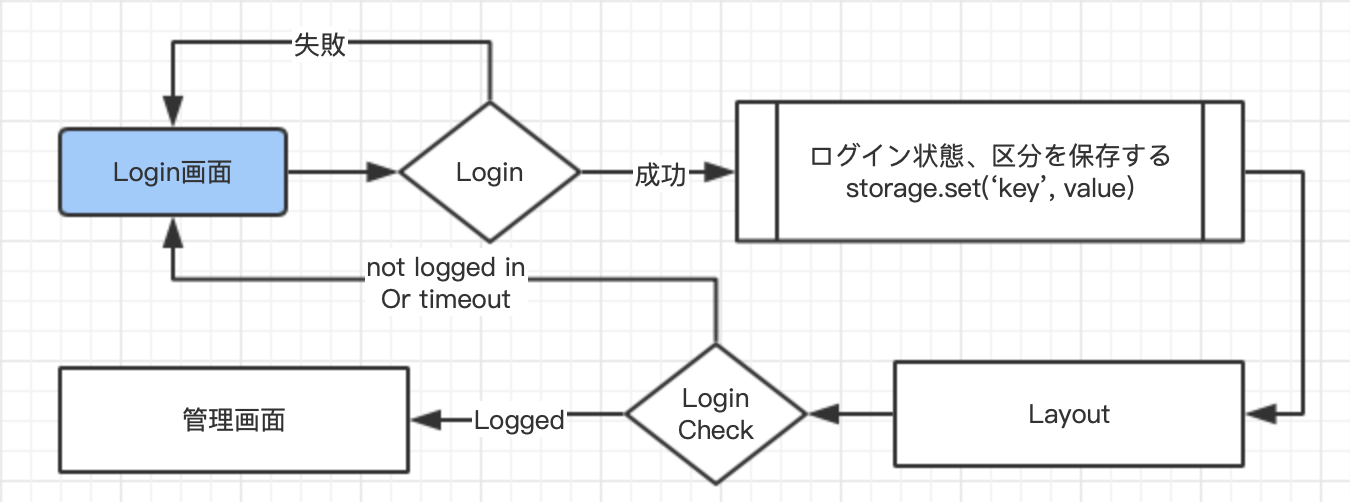 失敗
Login画面
Login
成功
ログイン状態、区分を保存する
storage.set(‘key’, value)
not logged in
Or timeout
管理画面
Logged
Login
Check
Layout